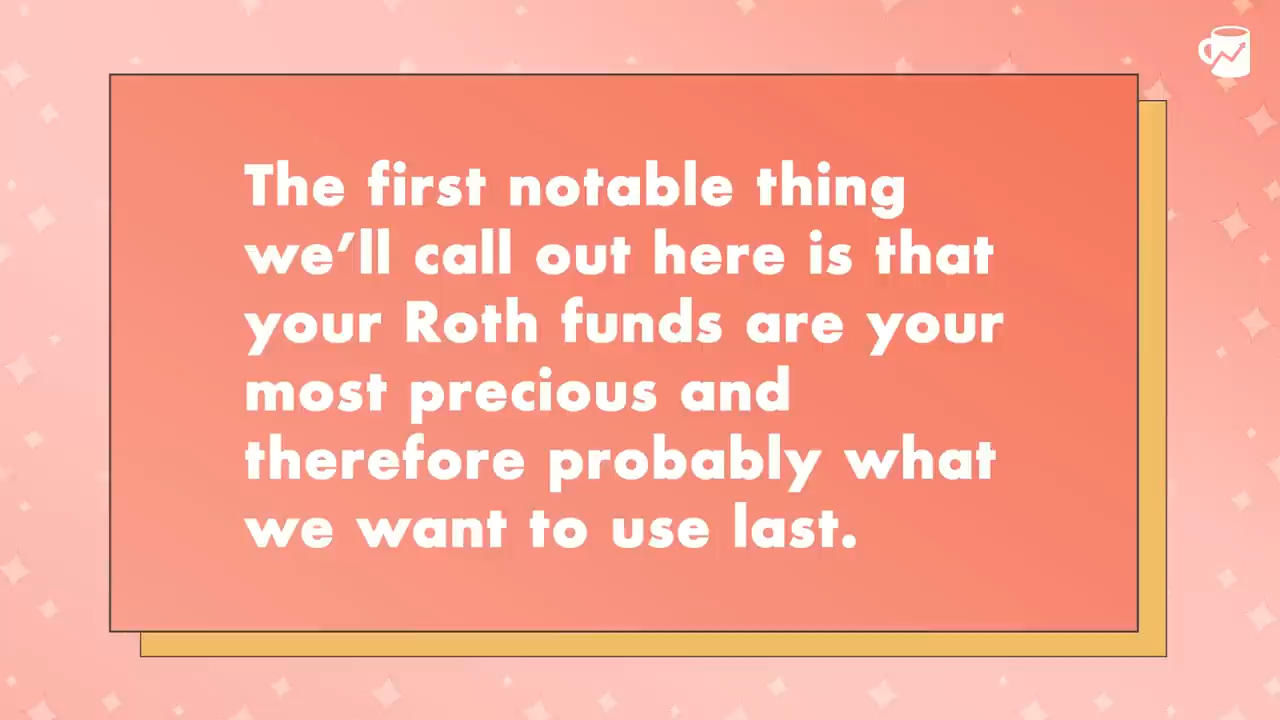 The first notable thing
we’ll call out here is that
your Roth funds are your
most precious and
therefore probably what
we want to use last.